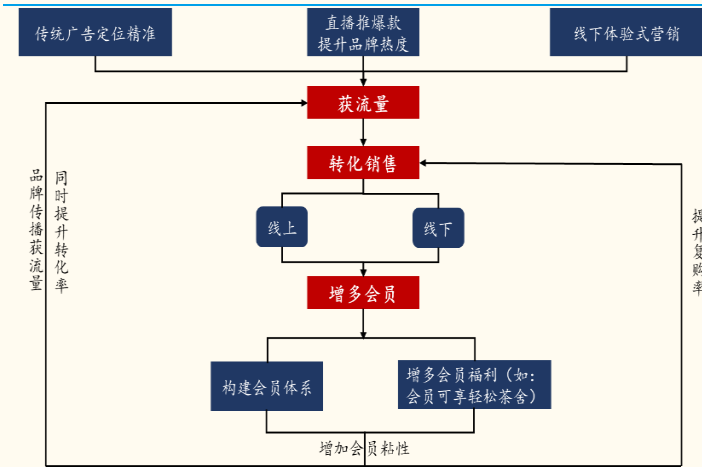 传统广告定位精准
直播推爆款
提升品牌热度
线下体验式营销
获流量
转化销售
品牌传播获流量
同时提升转化率
线上
线下
提升复购率
增多会员
构建会员体系
增多会员福利（如：
会员可享轻松茶舍）
增加会员粘性